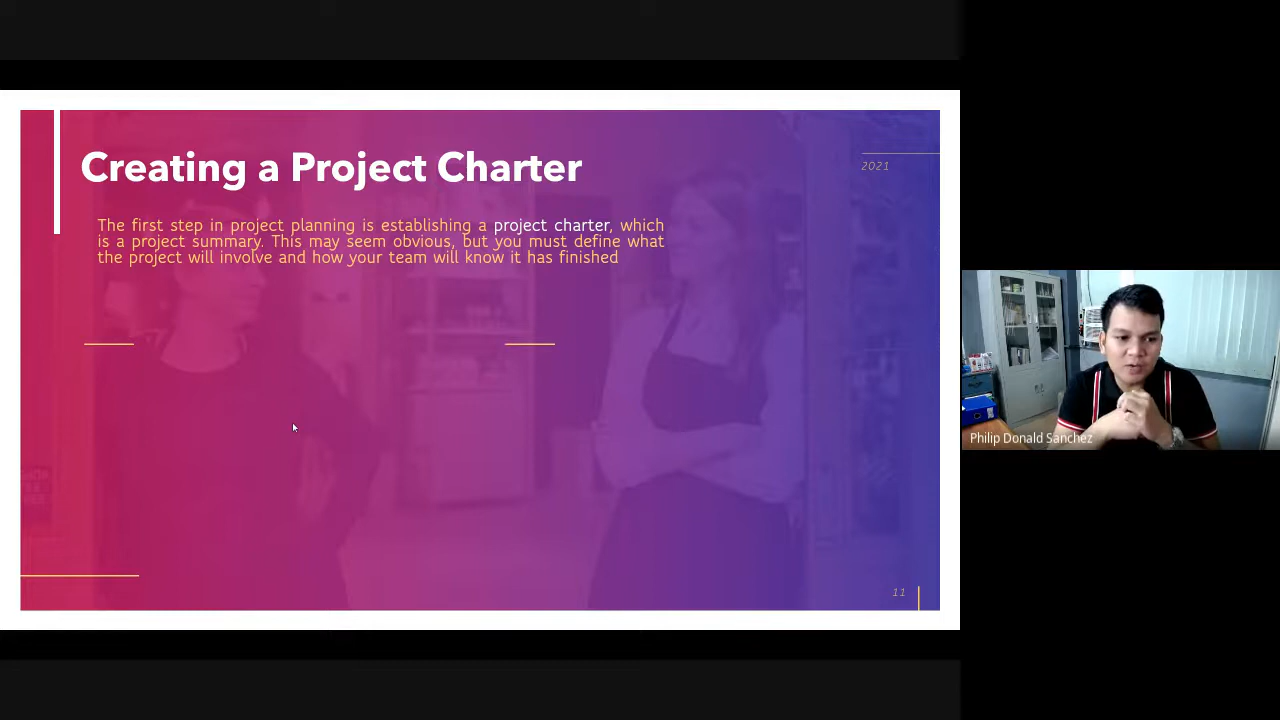 Creating a Project Charter
2021
The first step in project planning is establishing a project charter, which
is a project summary. This may seem obvious, but you must define what
the project will involve and how your team will know it has finished
Philip Donald Sanchez
11